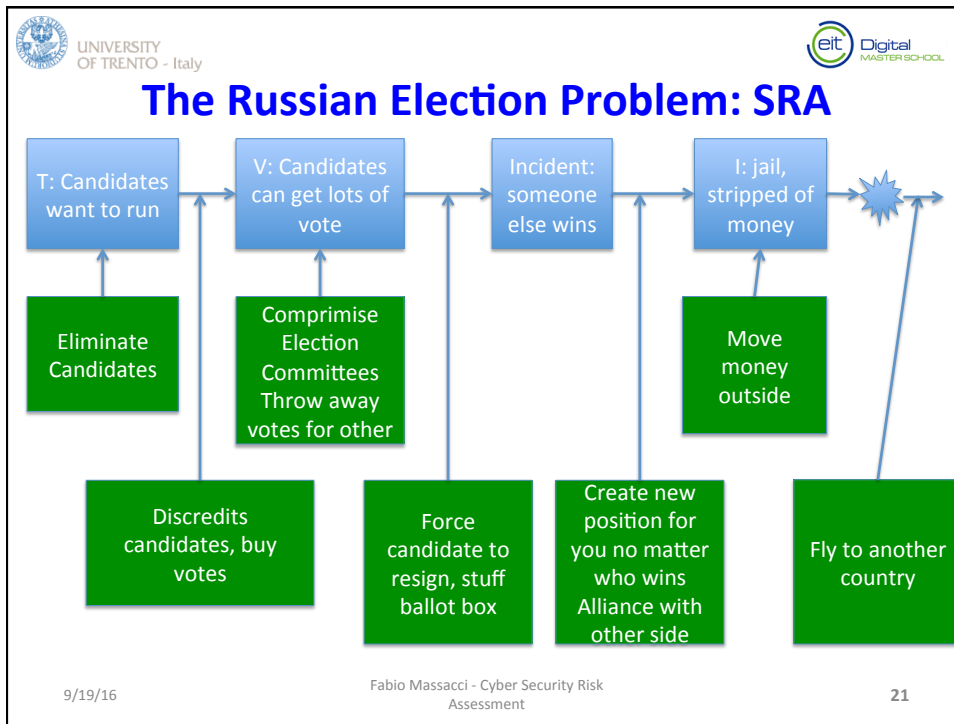 UNIVERSITY
OF TRENTO - Italy
eit Digital
MASTER SCHOOL
The Russian Election Problem: SRA
T: Candidates
want to run
V: Candidates
can get lots of
vote
Incident:
someone
else wins
I: jail,
stripped of
money
Eliminate
Candidates
Comprimise
Election
Committees
Throw away
votes for other
Move
money
outside
Discredits
candidates, buy
votes
Force
candidate to
resign, stuff
ballot box
Create new
position for
you no matter
who wins
Alliance with
other side
Fly to another
country
9/19/16
Fabio Massacci - Cyber Security Risk
Assessment
21